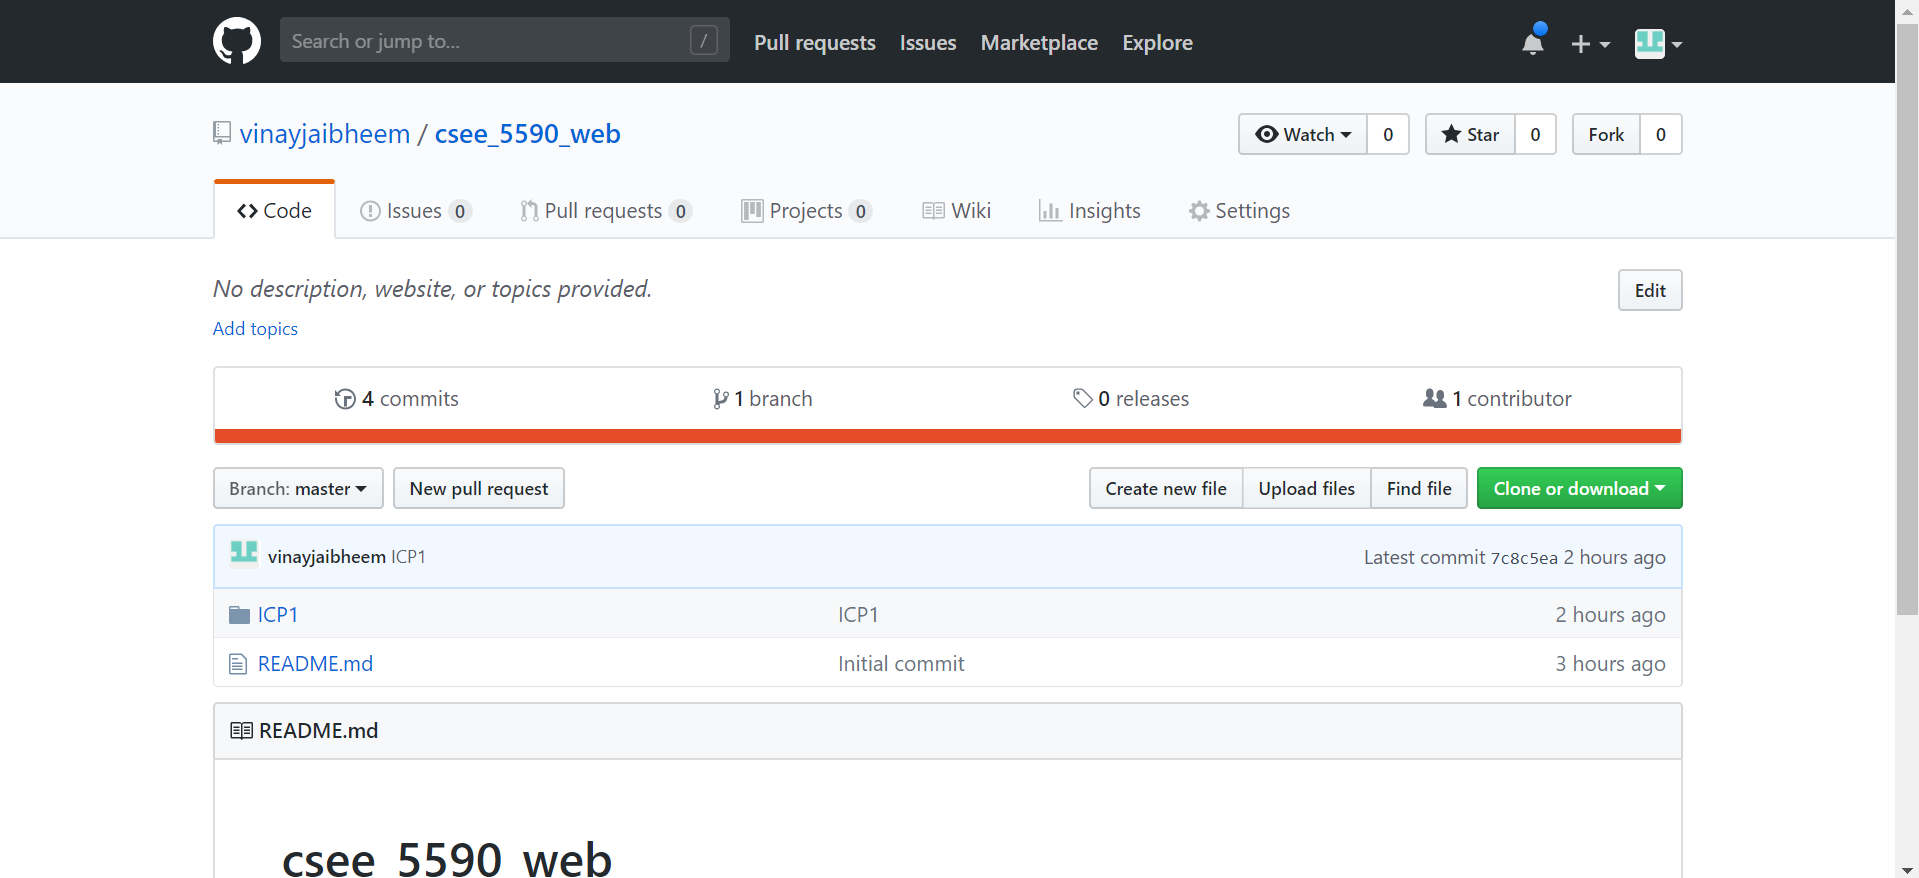 Search or jump to... / Pull requests Issues Marketplace Explore
vinayjaibheem / csee_5590_web Watch 0 Star 0 Fork 0
Code Issues 0 Pull requests 0 Projects 0 Wiki Insights Settings
No description, website, or topics provided. Edit
Add topics
4 commits 1 branch 0 releases 1 contributor
Branch: master New pull request Create new file Upload files Find file Clone or download
vinayjaibheem ICP1 Latest commit 7c8c5ea 2 hours ago
ICP1 ICP1 2 hours ago
README.md Initial commit 3 hours ago
README.md
csee_5590_web